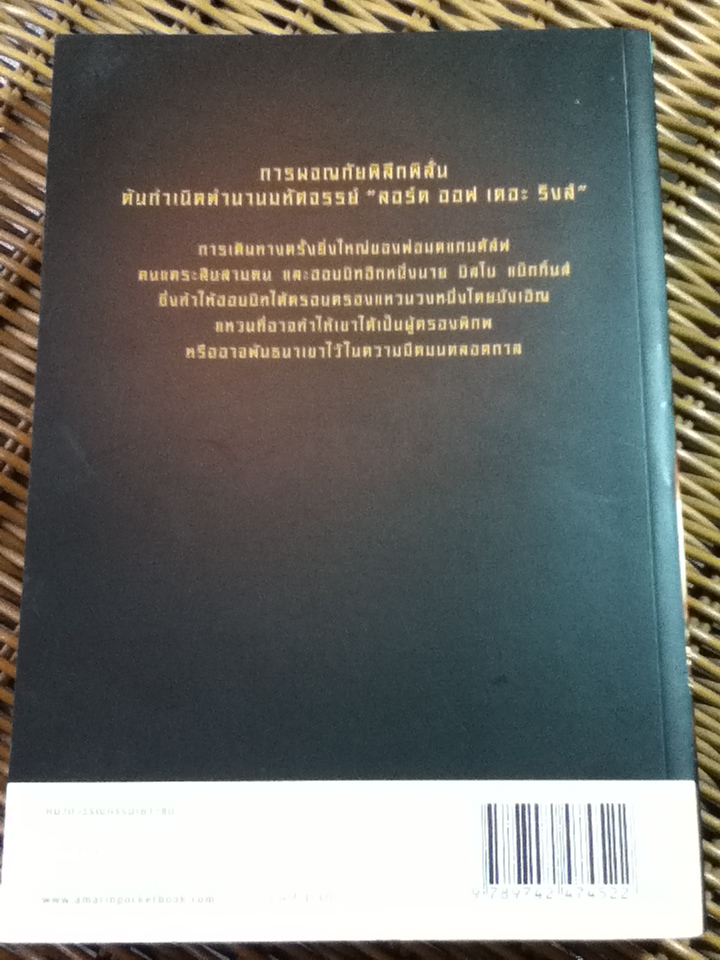 การผจญภัยพิลึกพิลั่น
ต้นกำเนิดตำนานมหัศจรรย์ "ลอร์ด ออฟ เดอะ ริงส์"
การเดินทางครั้งยิ่งใหญ่ของพ่อมดแกนดัล์ฟ
คนแคระสิบสามตน และฮอบบิทอีกหนึ่งนาย บิลโบ แบ๊กกิ้นส์
ซึ่งทำให้ฮอบบิทได้ครอบครองแหวนวงหนึ่งโดยบังเอิญ
แหวนที่อาจทำให้เขาได้เป็นผู้ครองพิภพ
หรืออาจพันธนาเขาไว้ในความมืดมนตลอดกาล
www.amarinpocketbook.com
9 789742 474522